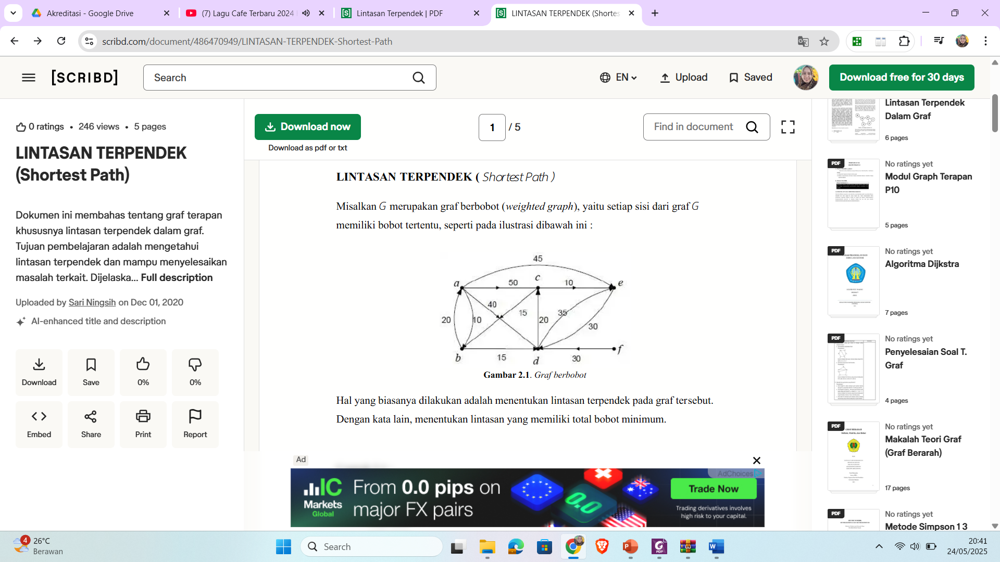 Akreditasi - Google Drive
(7) Lagu Cafe Terbaru 2024
Lintasan Terpendek | PDF
LINTASAN TERPENDEK (Shortes
scribd.com/document/486470949/LINTASAN-TERPENDEK-Shortest-Path
[SCRIBD]
Search
EN
Upload
Saved
Download free for 30 days
0 ratings • 246 views • 5 pages
LINTASAN TERPENDEK
(Shortest Path)
Dokumen ini membahas tentang graf terapan
khususnya lintasan terpendek dalam graf.
Tujuan pembelajaran adalah mengetahui
lintasan terpendek dan mampu menyelesaikan
masalah terkait. Dijelaska... Full description
Uploaded by Sari Ningsih on Dec 01, 2020
AI-enhanced title and description
Download
Save
0%
0%
Embed
Share
Print
Report
Download now
Download as pdf or txt
1 / 5
Find in document
LINTASAN TERPENDEK ( Shortest Path )
Misalkan G merupakan graf berbobot (weighted graph), yaitu setiap sisi dari graf G
memiliki bobot tertentu, seperti pada ilustrasi dibawah ini :
45
a
50
c
10
e
40
15
35
20
10
20
30
b
15
d
30
f
Gambar 2.1. Graf berbobot
Hal yang biasanya dilakukan adalah menentukan lintasan terpendek pada graf tersebut.
Dengan kata lain, menentukan lintasan yang memiliki total bobot minimum.
Ad
IC
Markets
Global
From 0.0 pips on
major FX pairs
0.0
AdChoices
Trade Now
Trading derivatives involves
high risk to your capital.
Lintasan Terpendek
Dalam Graf
6 pages
PDF
No ratings yet
Modul Graph Terapan
P10
5 pages
PDF
No ratings yet
Algoritma Dijkstra
7 pages
PDF
No ratings yet
Penyelesaian Soal T.
Graf
4 pages
PDF
No ratings yet
Makalah Teori Graf
(Graf Berarah)
17 pages
PDF
No ratings yet
Metode Simpson 1 3
4
26°C
Berawan
Search
20:41
24/05/2025